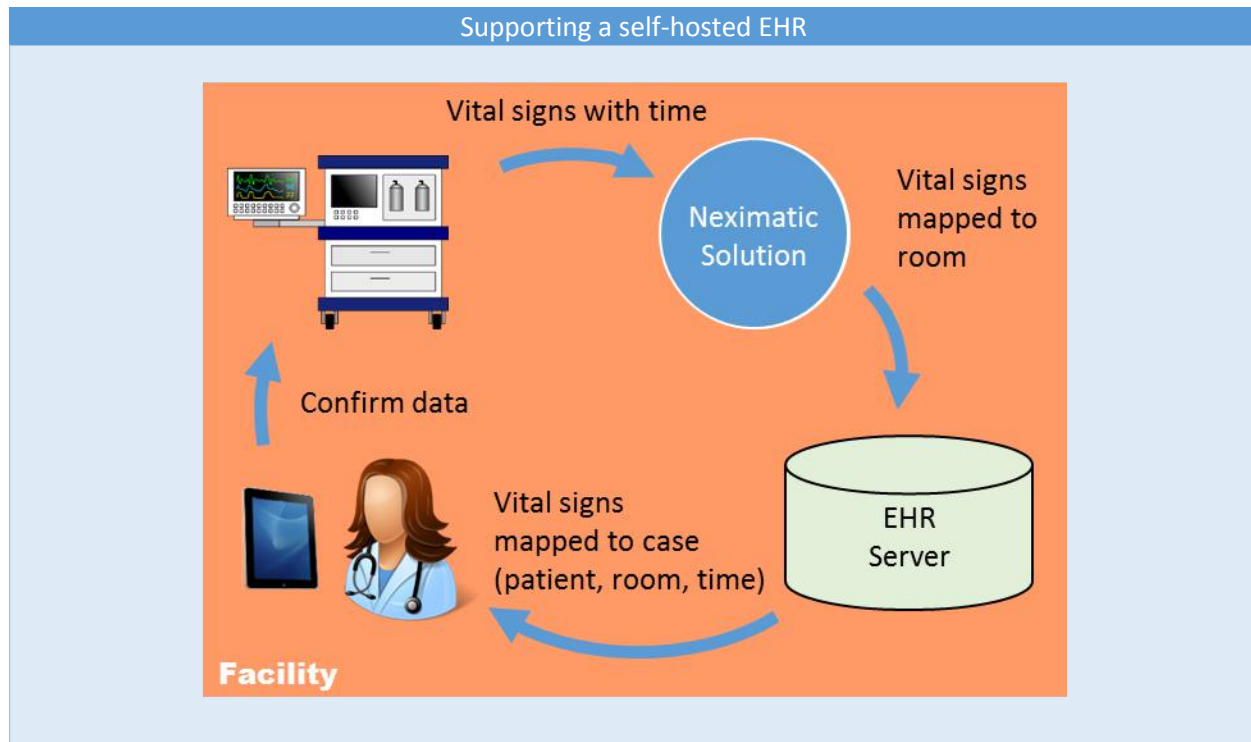 Supporting a self-hosted EHR
Vital signs with time
Neximatic
Solution
Vital signs
mapped to
room
Confirm data
Vital signs
mapped to case
(patient, room, time)
EHR
Server
Facility